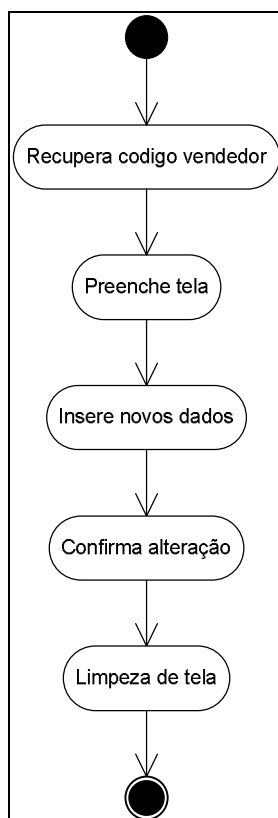 Recupera codigo vendedor
Preenche tela
Insere novos dados
Confirma alteração
Limpeza de tela